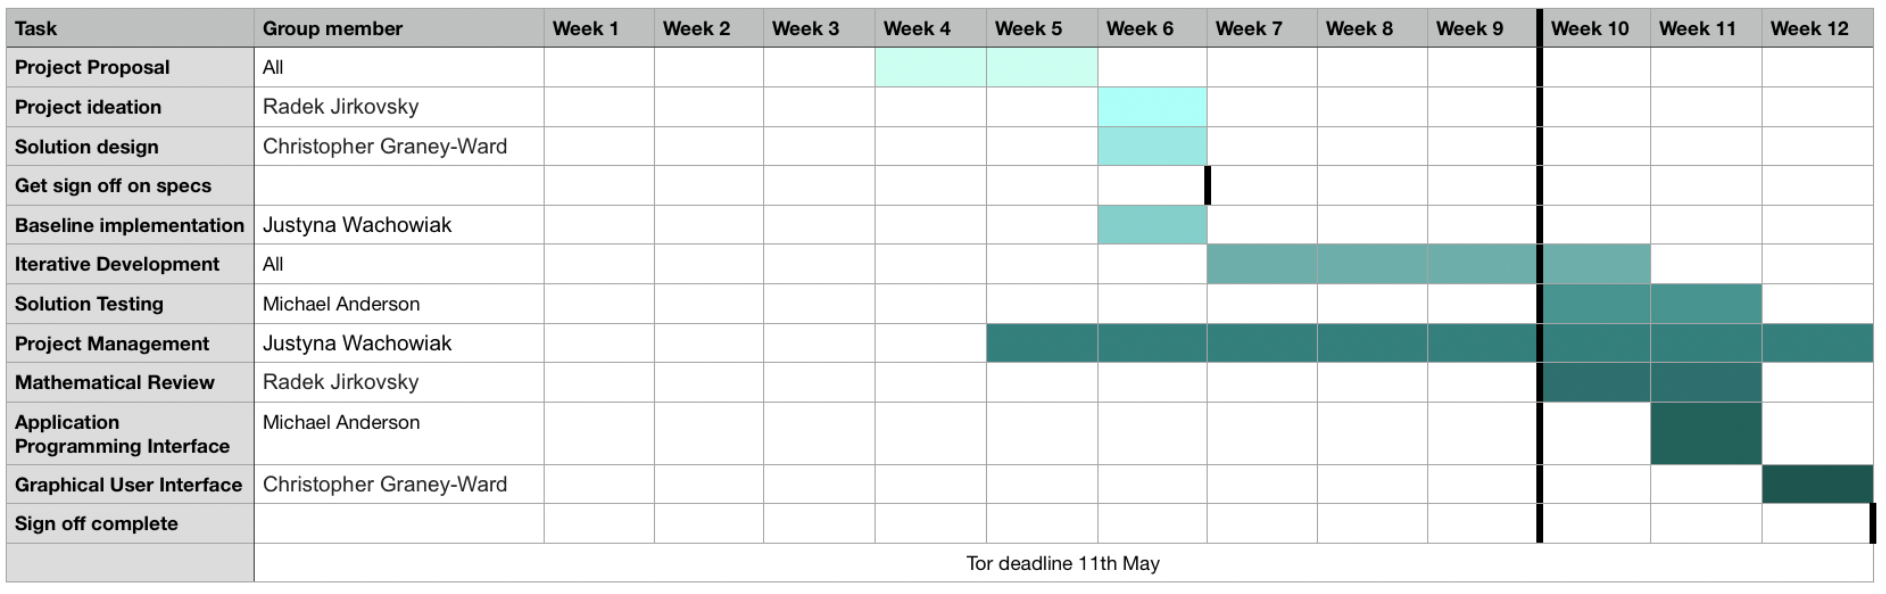 Task Group member Week 1 Week 2 Week 3 Week 4 Week 5 Week 6 Week 7 Week 8 Week 9 Week 10 Week 11 Week 12
Project Proposal All
Project ideation Radek Jirkovsky
Solution design Christopher Graney-Ward
Get sign off on specs
Baseline implementation Justyna Wachowiak
Iterative Development All
Solution Testing Michael Anderson
Project Management Justyna Wachowiak
Mathematical Review Radek Jirkovsky
Application Michael Anderson
Programming Interface
Graphical User Interface Christopher Graney-Ward
Sign off complete
Tor deadline 11th May